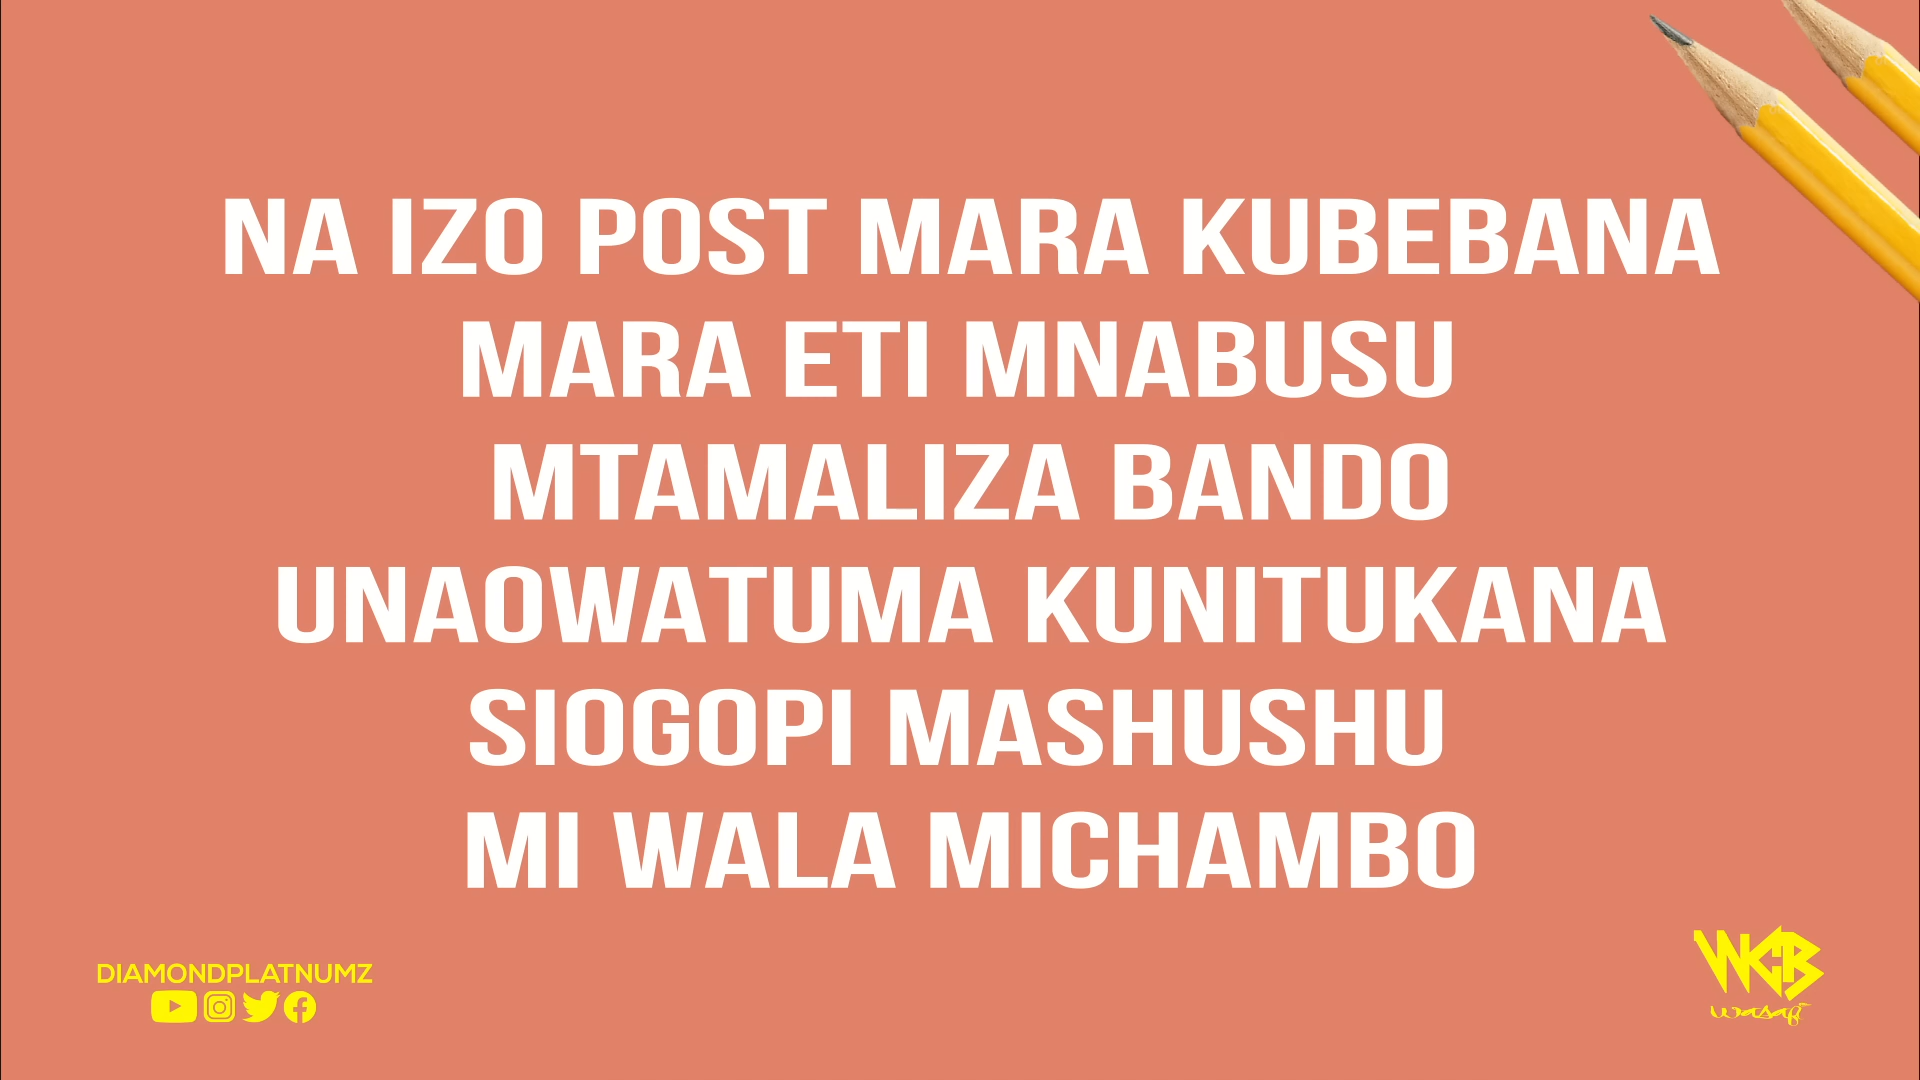 NA IZO POST MARA KUBEBANA
MARA ETI MNABUSU
MTAMALIZA BANDO
UNAOWATUMA KUNITUKANA
SIOGOPI MASHUSHU
MI WALA MICHAMBO
DIAMONDPLATNUMZ
WCB
wasafi